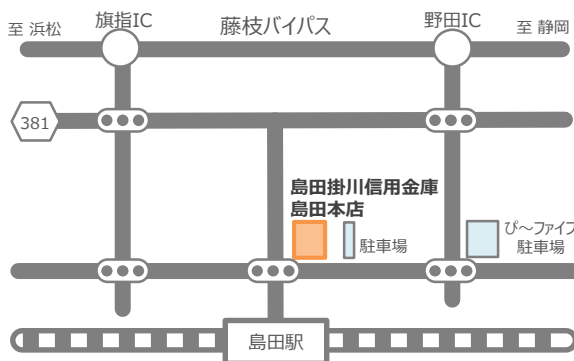 至 浜松
旗指IC
藤枝バイパス
野田IC
至 静岡
381
島田掛川信用金庫
島田本店
駐車場
ぴ～ファイブ
駐車場
島田駅